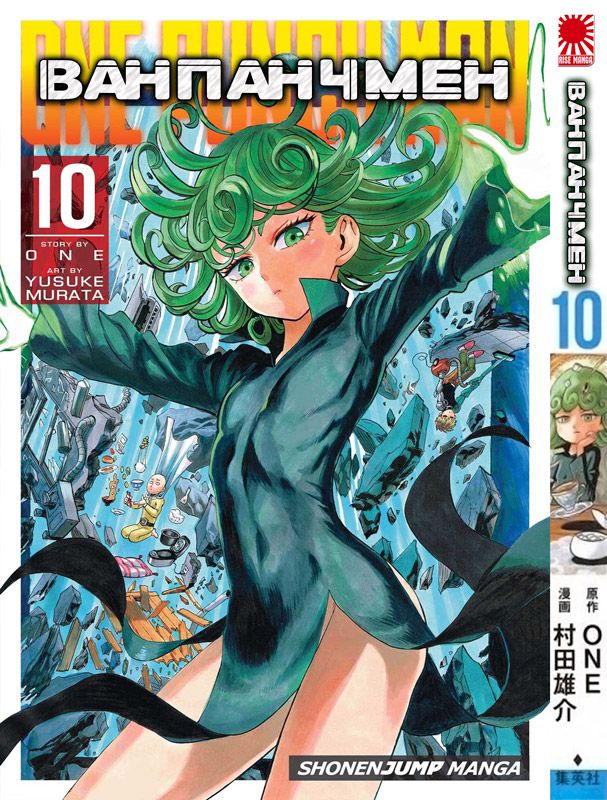 ONE PUNCH MAN
ВАНПАНЧМЕН
10
STORY BY
ONE
ART BY
YUSUKE
MURATA
SHONENJUMP MANGA
RISE MANGA
ВАНПАНЧМЕН
10
原作 ONE
漫画 村田雄介
集英社